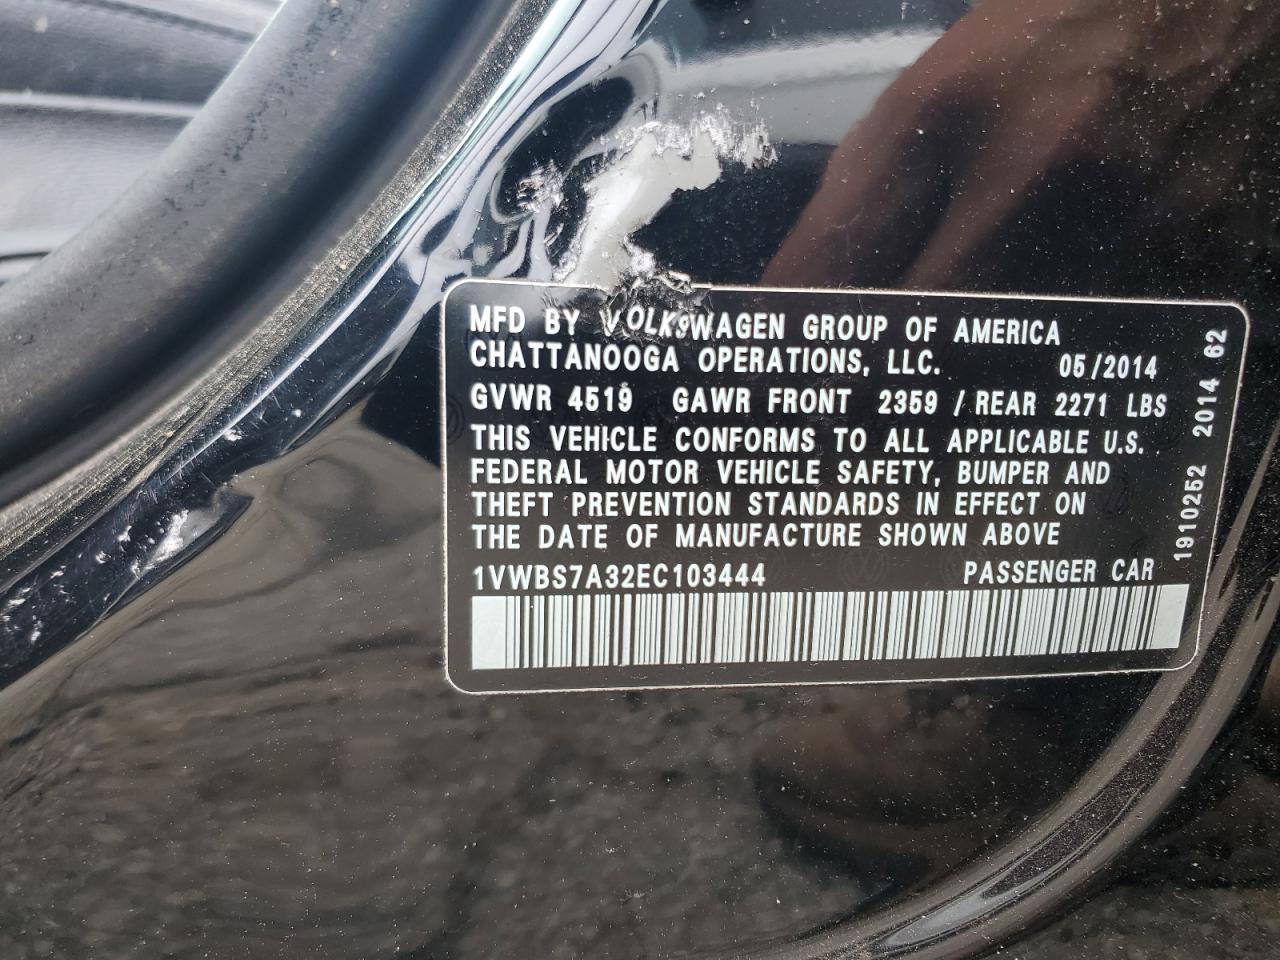 MFD BY VOLKSWAGEN GROUP OF AMERICA
CHATTANOOGA OPERATIONS, LLC. 05/2014
GVWR 4519 GAWR FRONT 2359 / REAR 2271 LBS
THIS VEHICLE CONFORMS TO ALL APPLICABLE U.S.
FEDERAL MOTOR VEHICLE SAFETY, BUMPER AND
THEFT PREVENTION STANDARDS IN EFFECT ON
THE DATE OF MANUFACTURE SHOWN ABOVE
1VWBS7A32EC103444 PASSENGER CAR
1910252 2014 62